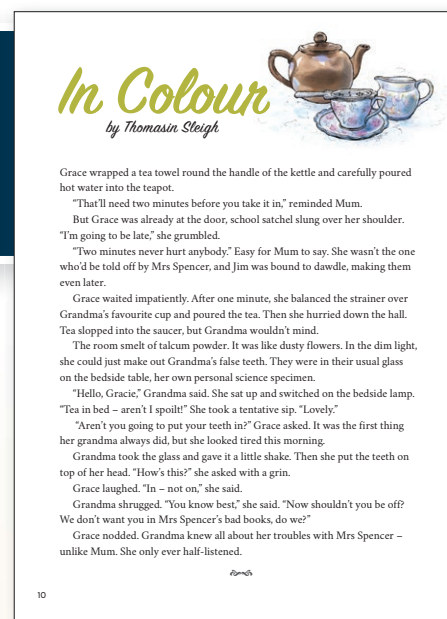 In Colour
by Thomasin Sleigh
Grace wrapped a tea towel round the handle of the kettle and carefully poured
hot water into the teapot.
“That’ll need two minutes before you take it in,” reminded Mum.
But Grace was already at the door, school satchel slung over her shoulder.
“I’m going to be late,” she grumbled.
“Two minutes never hurt anybody.” Easy for Mum to say. She wasn’t the one
who’d be told off by Mrs Spencer, and Jim was bound to dawdle, making them
even later.
Grace waited impatiently. After one minute, she balanced the strainer over
Grandma’s favourite cup and poured the tea. Then she hurried down the hall.
Tea slopped into the saucer, but Grandma wouldn’t mind.
The room smelt of talcum powder. It was like dusty flowers. In the dim light,
she could just make out Grandma’s false teeth. They were in their usual glass
on the bedside table, her own personal science specimen.
“Hello, Gracie,” Grandma said. She sat up and switched on the bedside lamp.
“Tea in bed – aren’t I spoilt!” She took a tentative sip. “Lovely.”
“Aren’t you going to put your teeth in?” Grace asked. It was the first thing
her grandma always did, but she looked tired this morning.
Grandma took the glass and gave it a little shake. Then she put the teeth on
top of her head. “How’s this?” she asked with a grin.
Grace laughed. “In – not on,” she said.
Grandma shrugged. “You know best,” she said. “Now shouldn’t you be off?
We don’t want you in Mrs Spencer’s bad books, do we?”
Grace nodded. Grandma knew all about her troubles with Mrs Spencer –
unlike Mum. She only ever half-listened.
10